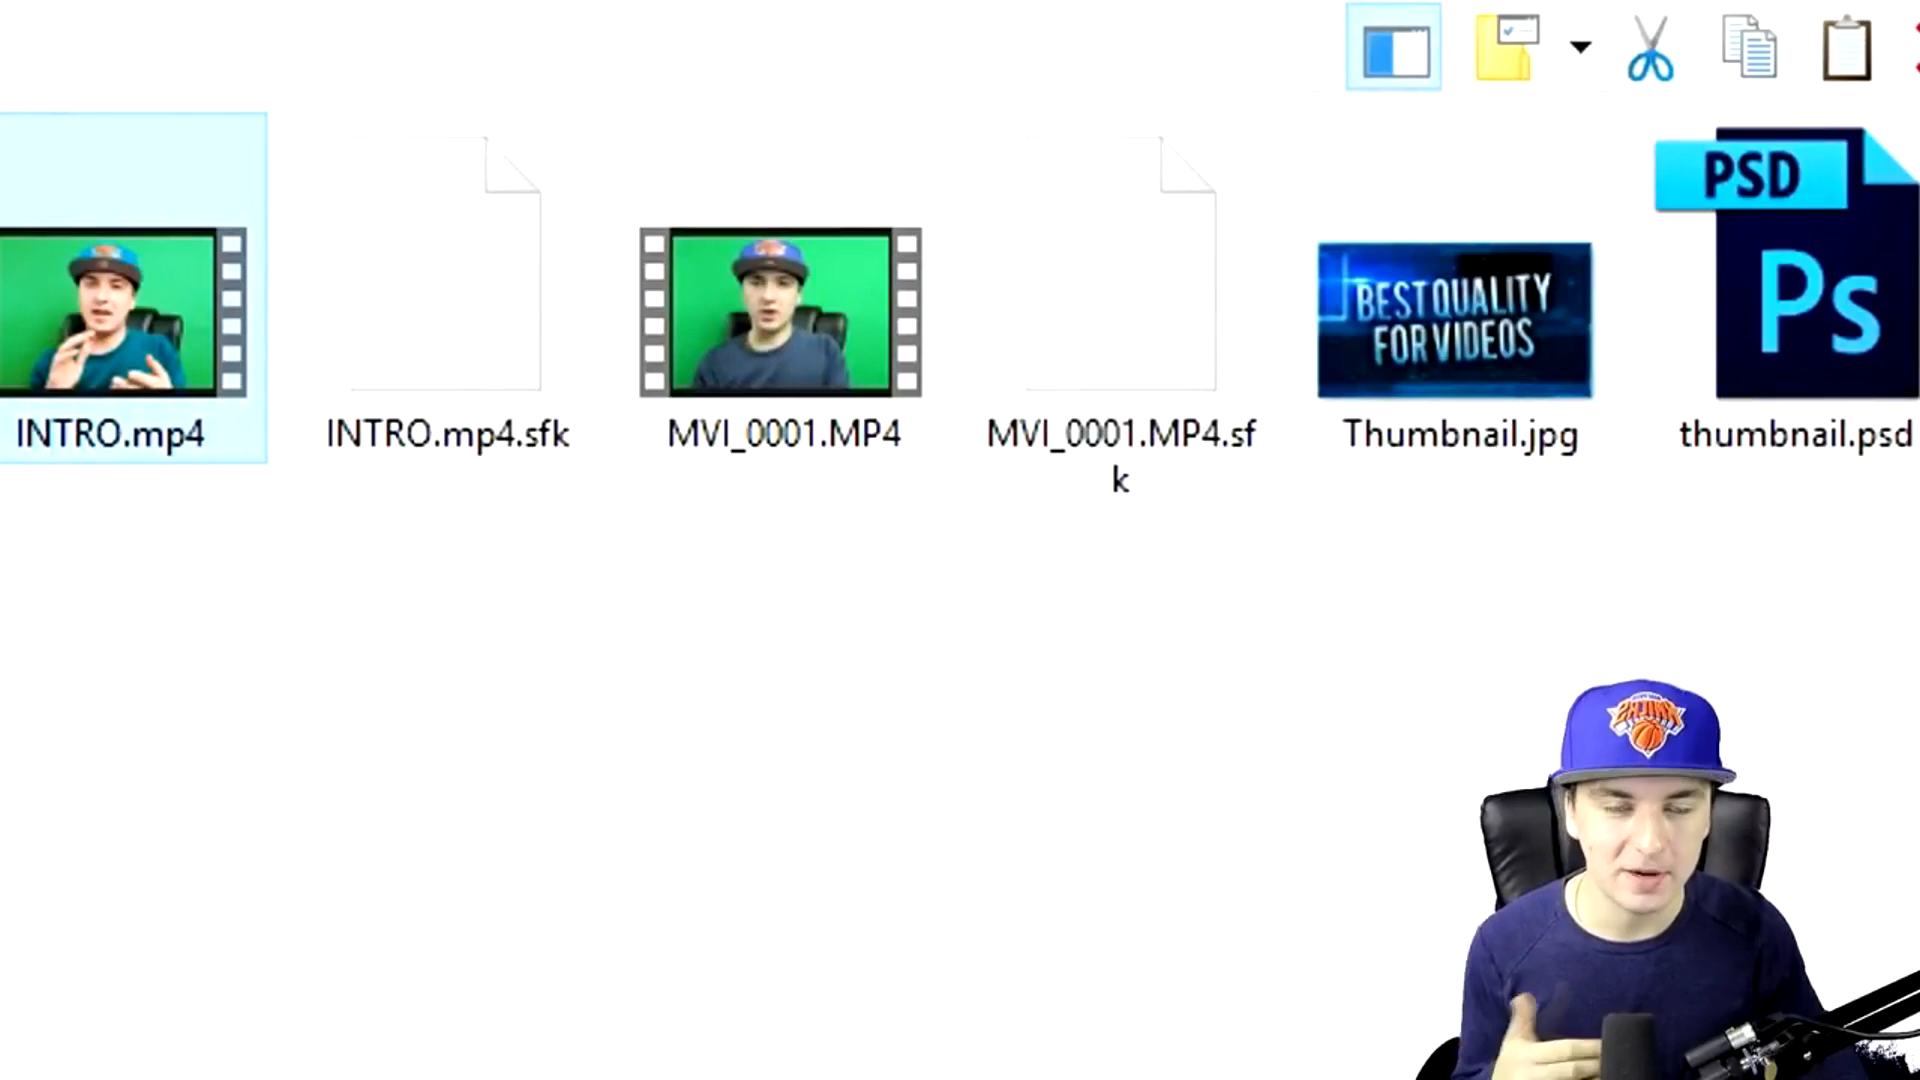 PSD
Ps
BEST QUALITY
FOR VIDEOS
INTRO.mp4
INTRO.mp4.sfk
MVI_0001.MP4
MVI_0001.MP4.sf
k
Thumbnail.jpg
thumbnail.psd